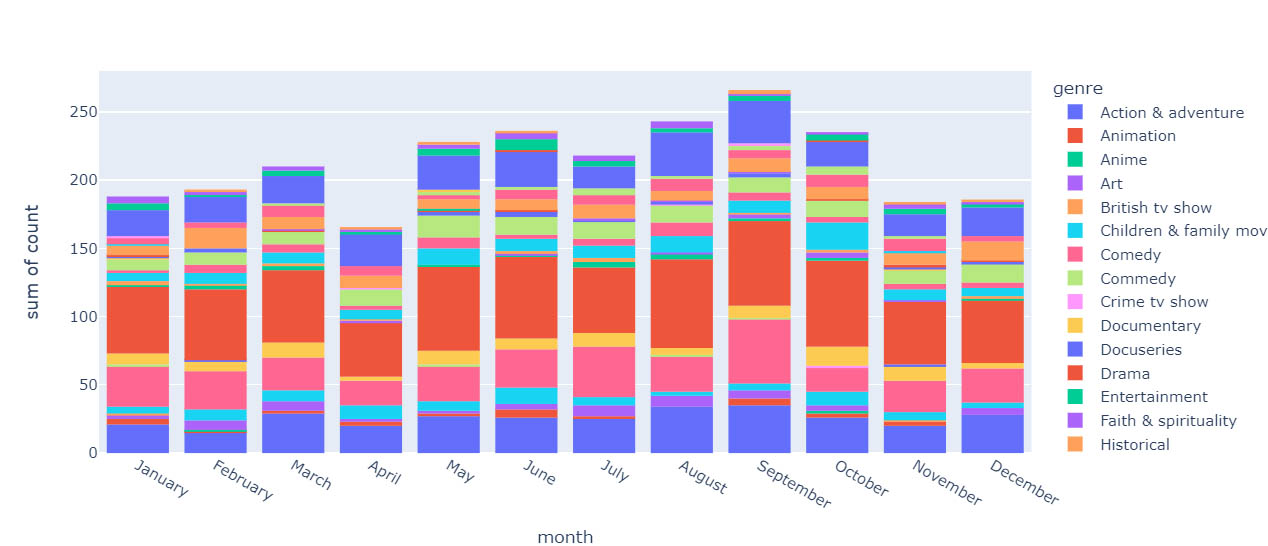 genre
Action & adventure
Animation
Anime
Art
British tv show
Children & family mov
Comedy
Commedy
Crime tv show
Documentary
Docuseries
Drama
Entertainment
Faith & spirituality
Historical
sum of count
250
200
150
100
50
0
January
February
March
April
May
June
July
August
September
October
November
December
month